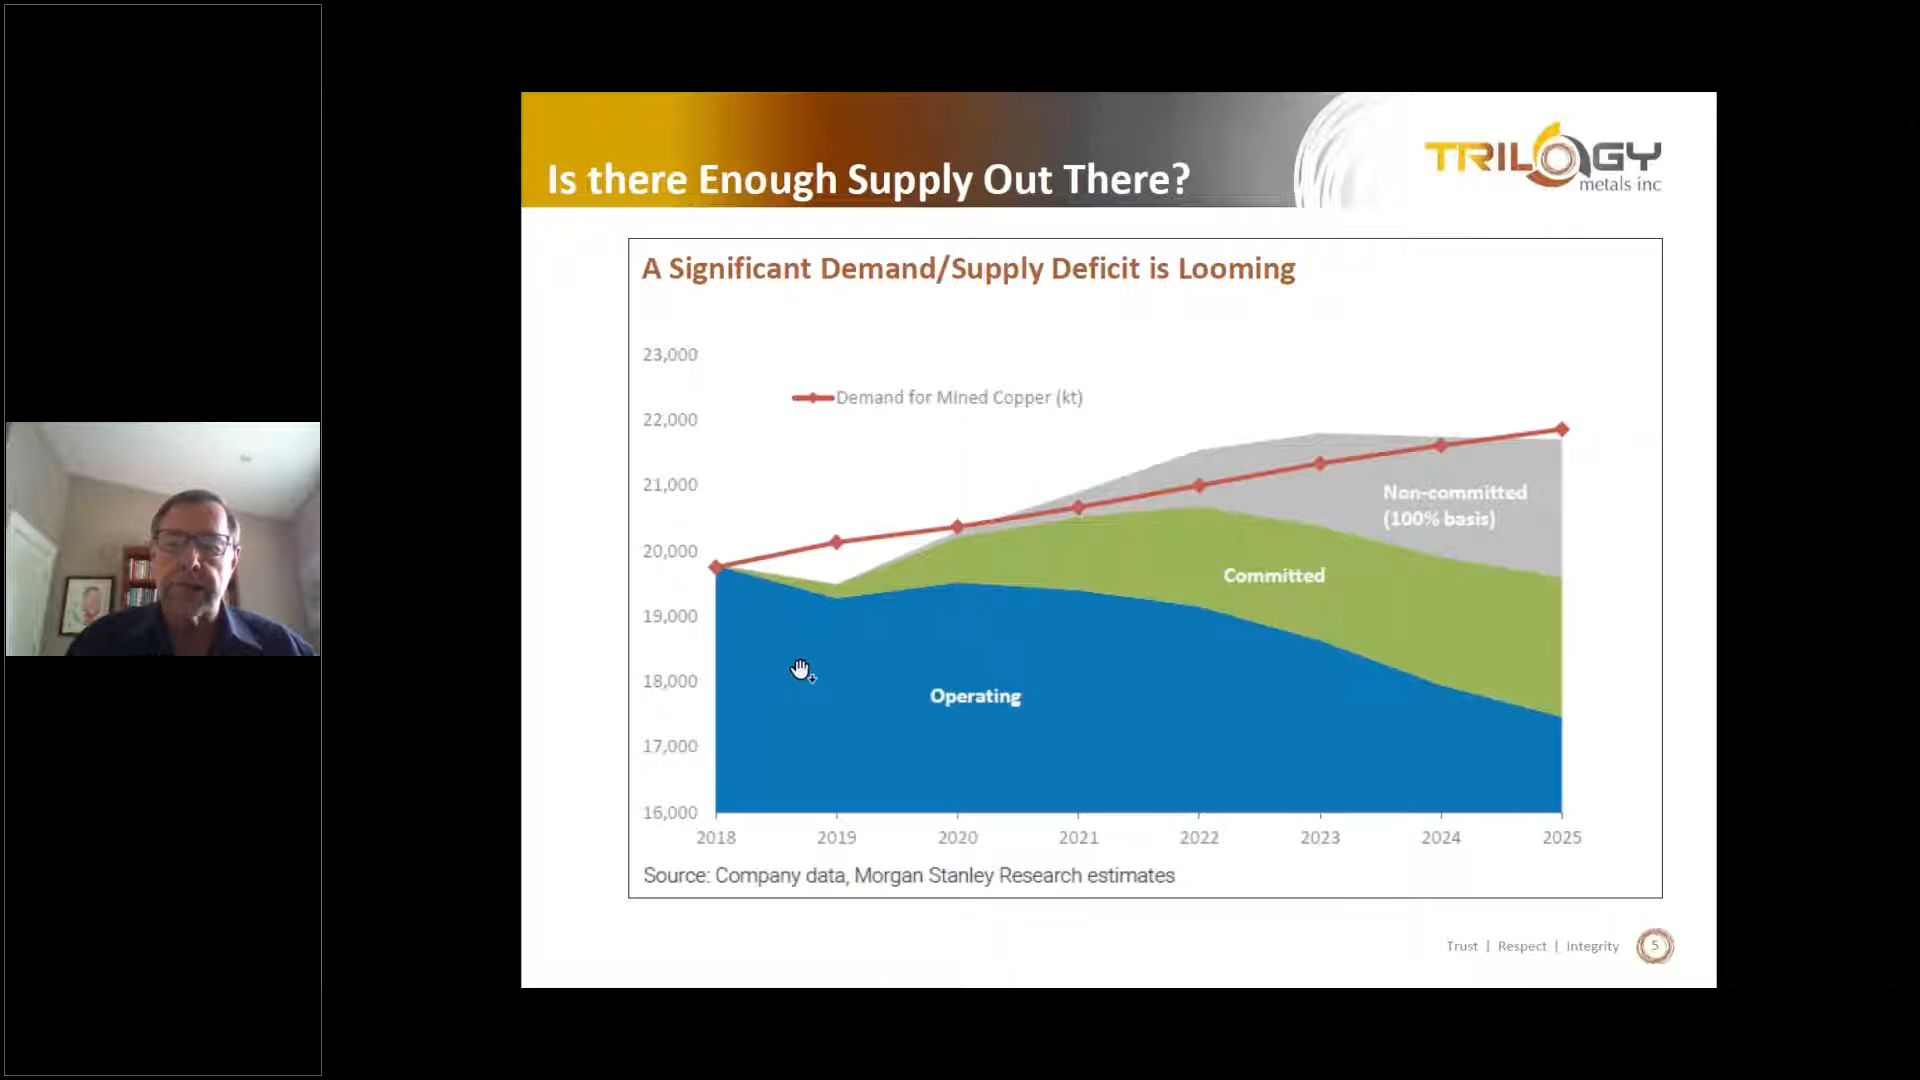 Is there Enough Supply Out There?
TRILOGY
metals inc
A Significant Demand/Supply Deficit is Looming
23,000
Demand for Mined Copper (kt)
22,000
21,000
Non-committed
(100% basis)
20,000
Committed
19,000
18,000
Operating
17,000
16,000
2018 2019 2020 2021 2022 2023 2024 2025
Source: Company data, Morgan Stanley Research estimates
Trust | Respect | Integrity 5